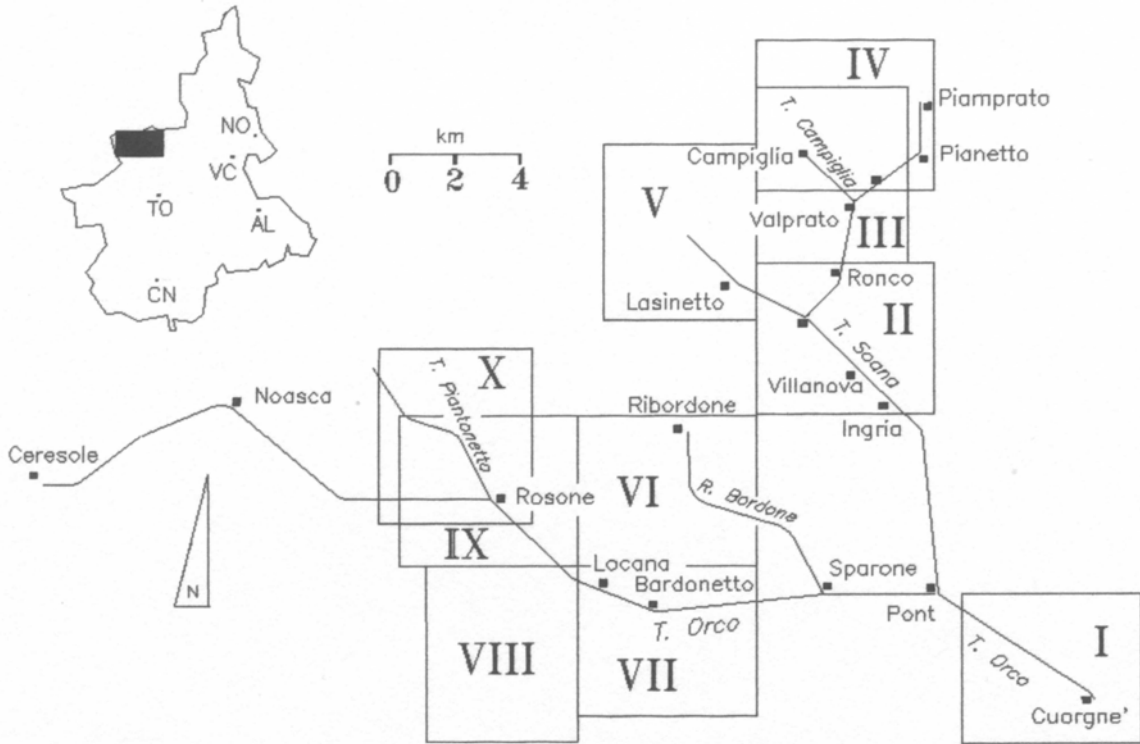 IV
NO
km
T. Campiglia
Piamprato
VC
Campiglia
Pianetto
0 2 4
TO
V
AL
Valprato
III
CN
Ronco
Lasinetto
II
T. Soana
X
Villanova
T. Piantonetto
Noasca
Ribordone
Ingria
Ceresole
VI
R. Bordone
Rosone
IX
Locana
Sparone
N
Bardonetto
Pont
T. Orco
I
VIII
VII
T. Orco
Cuorgne'